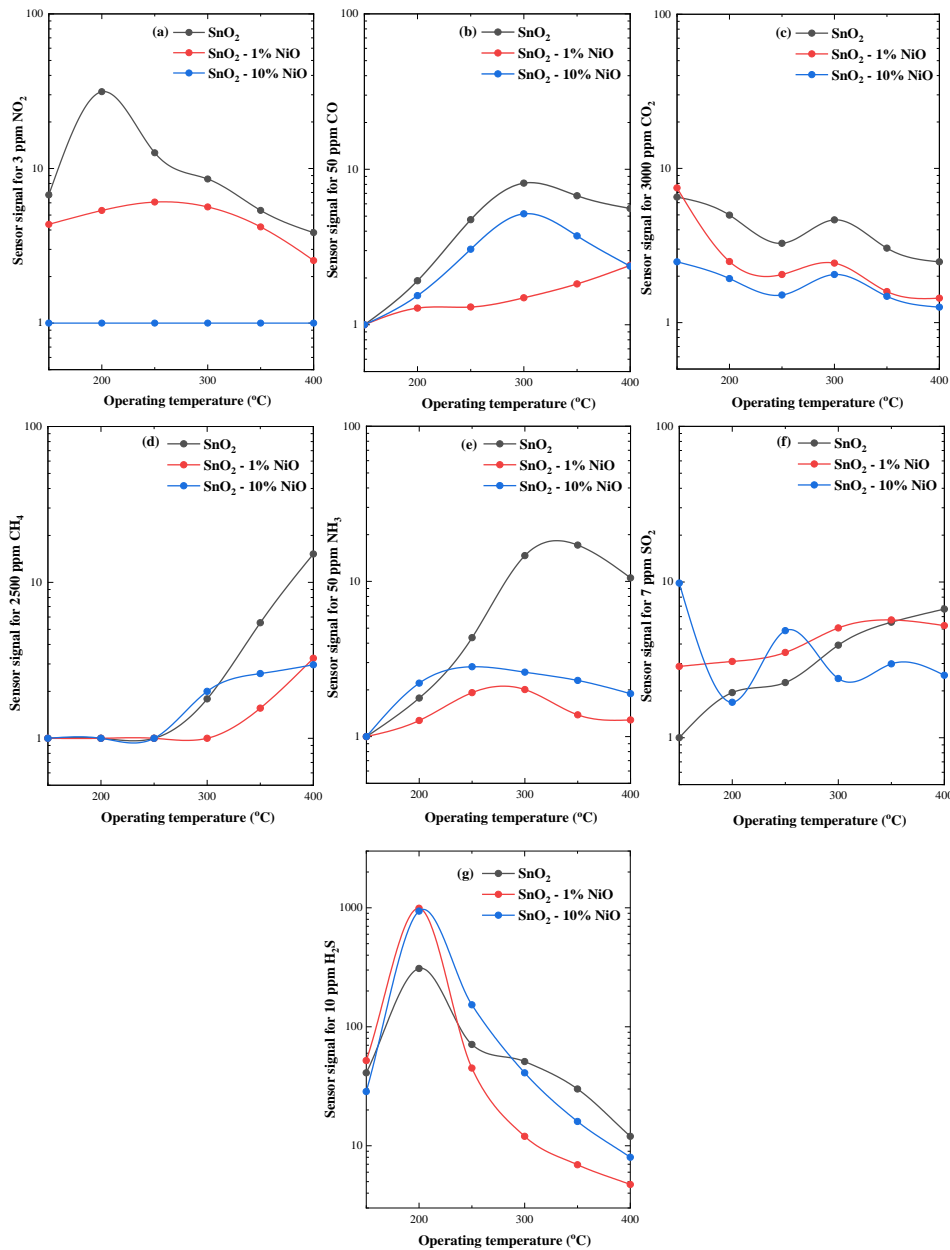 (a)
SnO₂
SnO₂ - 1% NiO
SnO₂ - 10% NiO
Sensor signal for 3 ppm NO₂
100
10
1
200 300 400
Operating temperature (°C)
(b)
SnO₂
SnO₂ - 1% NiO
SnO₂ - 10% NiO
Sensor signal for 50 ppm CO
100
10
1
200 300 400
Operating temperature (°C)
(c)
SnO₂
SnO₂ - 1% NiO
SnO₂ - 10% NiO
Sensor signal for 3000 ppm CO₂
100
10
1
200 300 400
Operating temperature (°C)
(d)
SnO₂
SnO₂ - 1% NiO
SnO₂ - 10% NiO
Sensor signal for 2500 ppm CH₄
100
10
1
200 300 400
Operating temperature (°C)
(e)
SnO₂
SnO₂ - 1% NiO
SnO₂ - 10% NiO
Sensor signal for 50 ppm NH₃
100
10
1
200 300 400
Operating temperature (°C)
(f)
SnO₂
SnO₂ - 1% NiO
SnO₂ - 10% NiO
Sensor signal for 7 ppm SO₂
100
10
1
200 300 400
Operating temperature (°C)
(g)
SnO₂
SnO₂ - 1% NiO
SnO₂ - 10% NiO
Sensor signal for 10 ppm H₂S
1000
100
10
200 300 400
Operating temperature (°C)